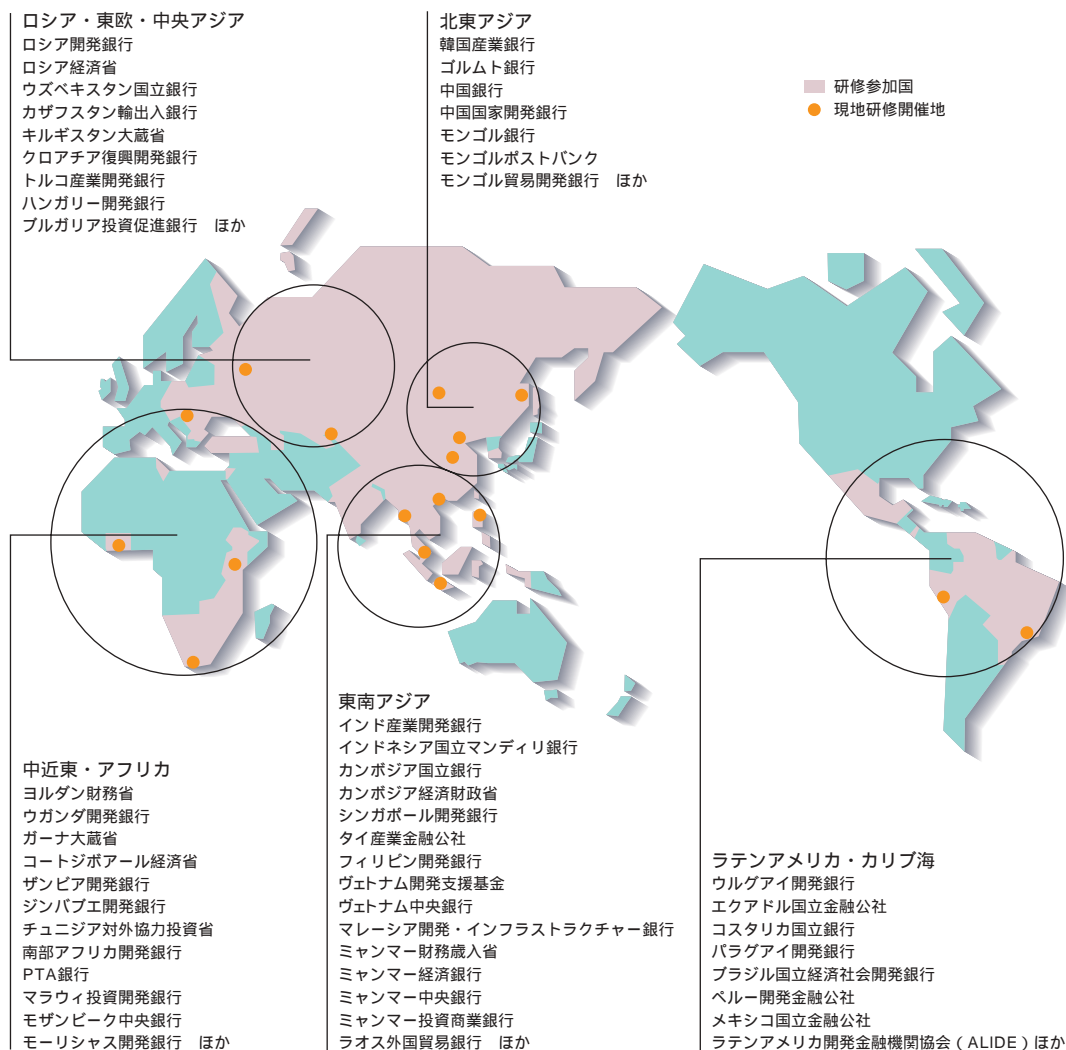 ロシア・東欧・中央アジア
ロシア開発銀行
ロシア経済省
ウズベキスタン国立銀行
カザフスタン輸出入銀行
キルギスタン大蔵省
クロアチア復興開発銀行
トルコ産業開発銀行
ハンガリー開発銀行
ブルガリア投資促進銀行　ほか
北東アジア
韓国産業銀行
ゴルムト銀行
中国銀行
中国国家開発銀行
モンゴル銀行
モンゴルポストバンク
モンゴル貿易開発銀行　ほか
研修参加国
現地研修開催地
中近東・アフリカ
ヨルダン財務省
ウガンダ開発銀行
ガーナ大蔵省
コートジボアール経済省
ザンビア開発銀行
ジンバブエ開発銀行
チュニジア対外協力投資省
南部アフリカ開発銀行
PTA銀行
マラウィ投資開発銀行
モザンビーク中央銀行
モーリシャス開発銀行　ほか
東南アジア
インド産業開発銀行
インドネシア国立マンディリ銀行
カンボジア国立銀行
カンボジア経済財政省
シンガポール開発銀行
タイ産業金融公社
フィリピン開発銀行
ヴェトナム開発支援基金
ヴェトナム中央銀行
マレーシア開発・インフラストラクチャー銀行
ミャンマー財務歳入省
ミャンマー経済銀行
ミャンマー中央銀行
ミャンマー投資商業銀行
ラオス外国貿易銀行　ほか
ラテンアメリカ・カリブ海
ウルグアイ開発銀行
エクアドル国立金融公社
コスタリカ国立銀行
パラグアイ開発銀行
ブラジル国立経済社会開発銀行
ペルー開発金融公社
メキシコ国立金融公社
ラテンアメリカ開発金融機関協会（ALIDE）ほか